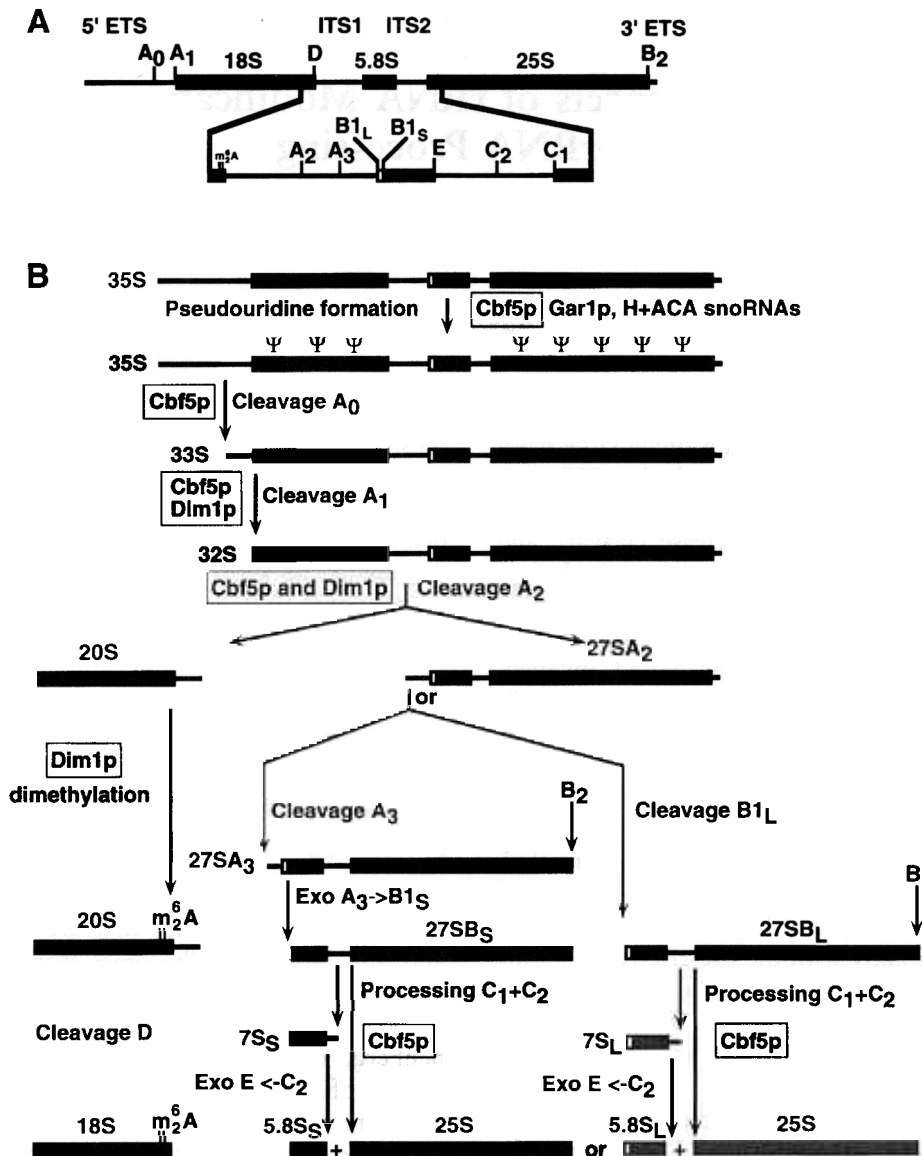 A
5' ETS ITS1 ITS2 3' ETS
A0 A1 18S D 5.8S 25S B2
B1L B1S
m62A A2 A3 E C2 C1
B
35S
Pseudouridine formation Cbf5p Gar1p, H+ACA snoRNAs
Ψ Ψ Ψ Ψ Ψ Ψ Ψ Ψ
35S
Cbf5p Cleavage A0
33S
Cbf5p
Dim1p Cleavage A1
32S
Cbf5p and Dim1p Cleavage A2
20S 27SA2
or
Dim1p
dimethylation
Cleavage A3 B2 Cleavage B1L
27SA3
B
Exo A3->B1S
20S m62A 27SBS 27SBL
Processing C1+C2 Processing C1+C2
Cleavage D 7SS Cbf5p 7SL Cbf5p
Exo E <-C2 Exo E <-C2
18S m62A 5.8SS + 25S or 5.8SL + 25S